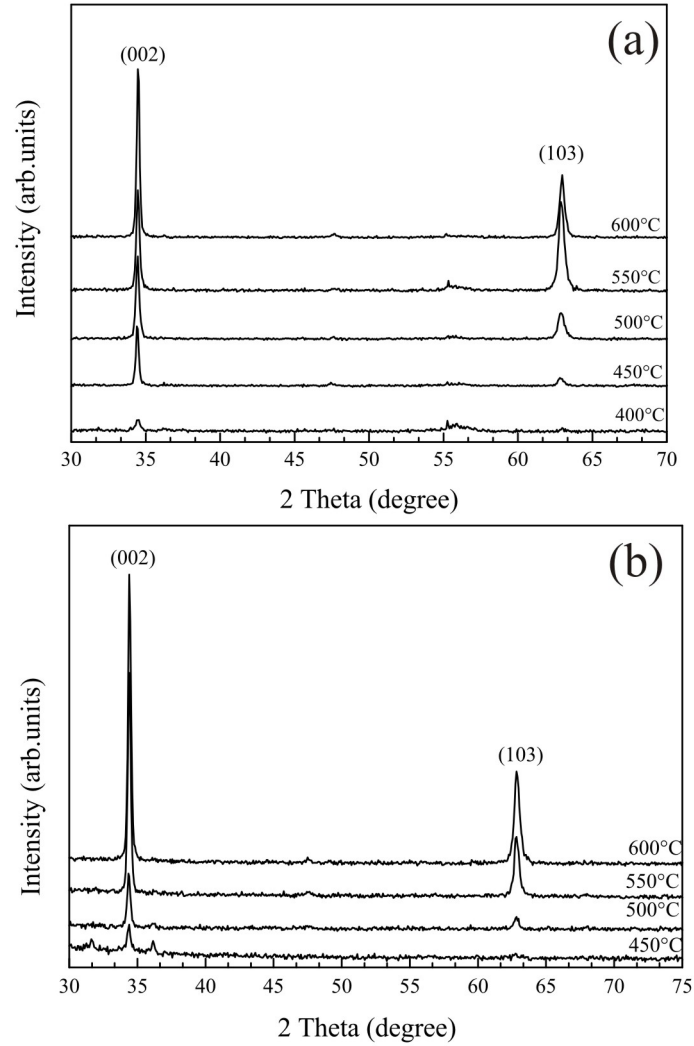 (a)
(002)
(103)
Intensity (arb.units)
600°C
550°C
500°C
450°C
400°C
30 35 40 45 50 55 60 65 70
2 Theta (degree)
(b)
(002)
(103)
Intensity (arb.units)
600°C
550°C
500°C
450°C
30 35 40 45 50 55 60 65 70 75
2 Theta (degree)